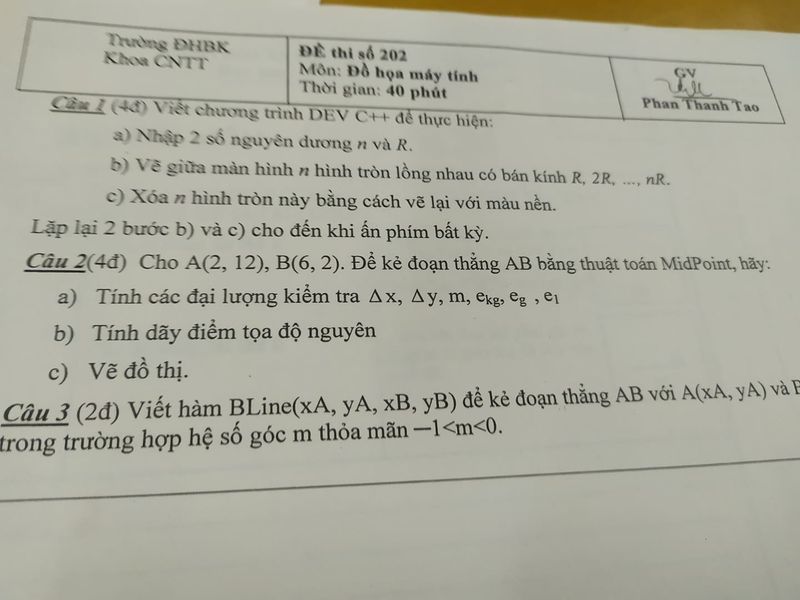 Trường ĐHBK
Khoa CNTT
ĐỀ thi số 202
Môn: Đồ họa máy tính
Thời gian: 40 phút
GV
Phan Thanh Tao
Câu 1 (4đ) Viết chương trình DEV C++ để thực hiện:
a) Nhập 2 số nguyên dương n và R.
b) Vẽ giữa màn hình n hình tròn lồng nhau có bán kính R, 2R, ..., nR.
c) Xóa n hình tròn này bằng cách vẽ lại với màu nền.
Lặp lại 2 bước b) và c) cho đến khi ấn phím bất kỳ.
Câu 2(4đ) Cho A(2, 12), B(6, 2). Để kẻ đoạn thẳng AB bằng thuật toán MidPoint, hãy:
a) Tính các đại lượng kiểm tra Δx, Δy, m, ekg, eg , el
b) Tính dãy điểm tọa độ nguyên
c) Vẽ đồ thị.
Câu 3 (2đ) Viết hàm BLine(xA, yA, xB, yB) để kẻ đoạn thẳng AB với A(xA, yA) và B
trong trường hợp hệ số góc m thỏa mãn —1<m<0.